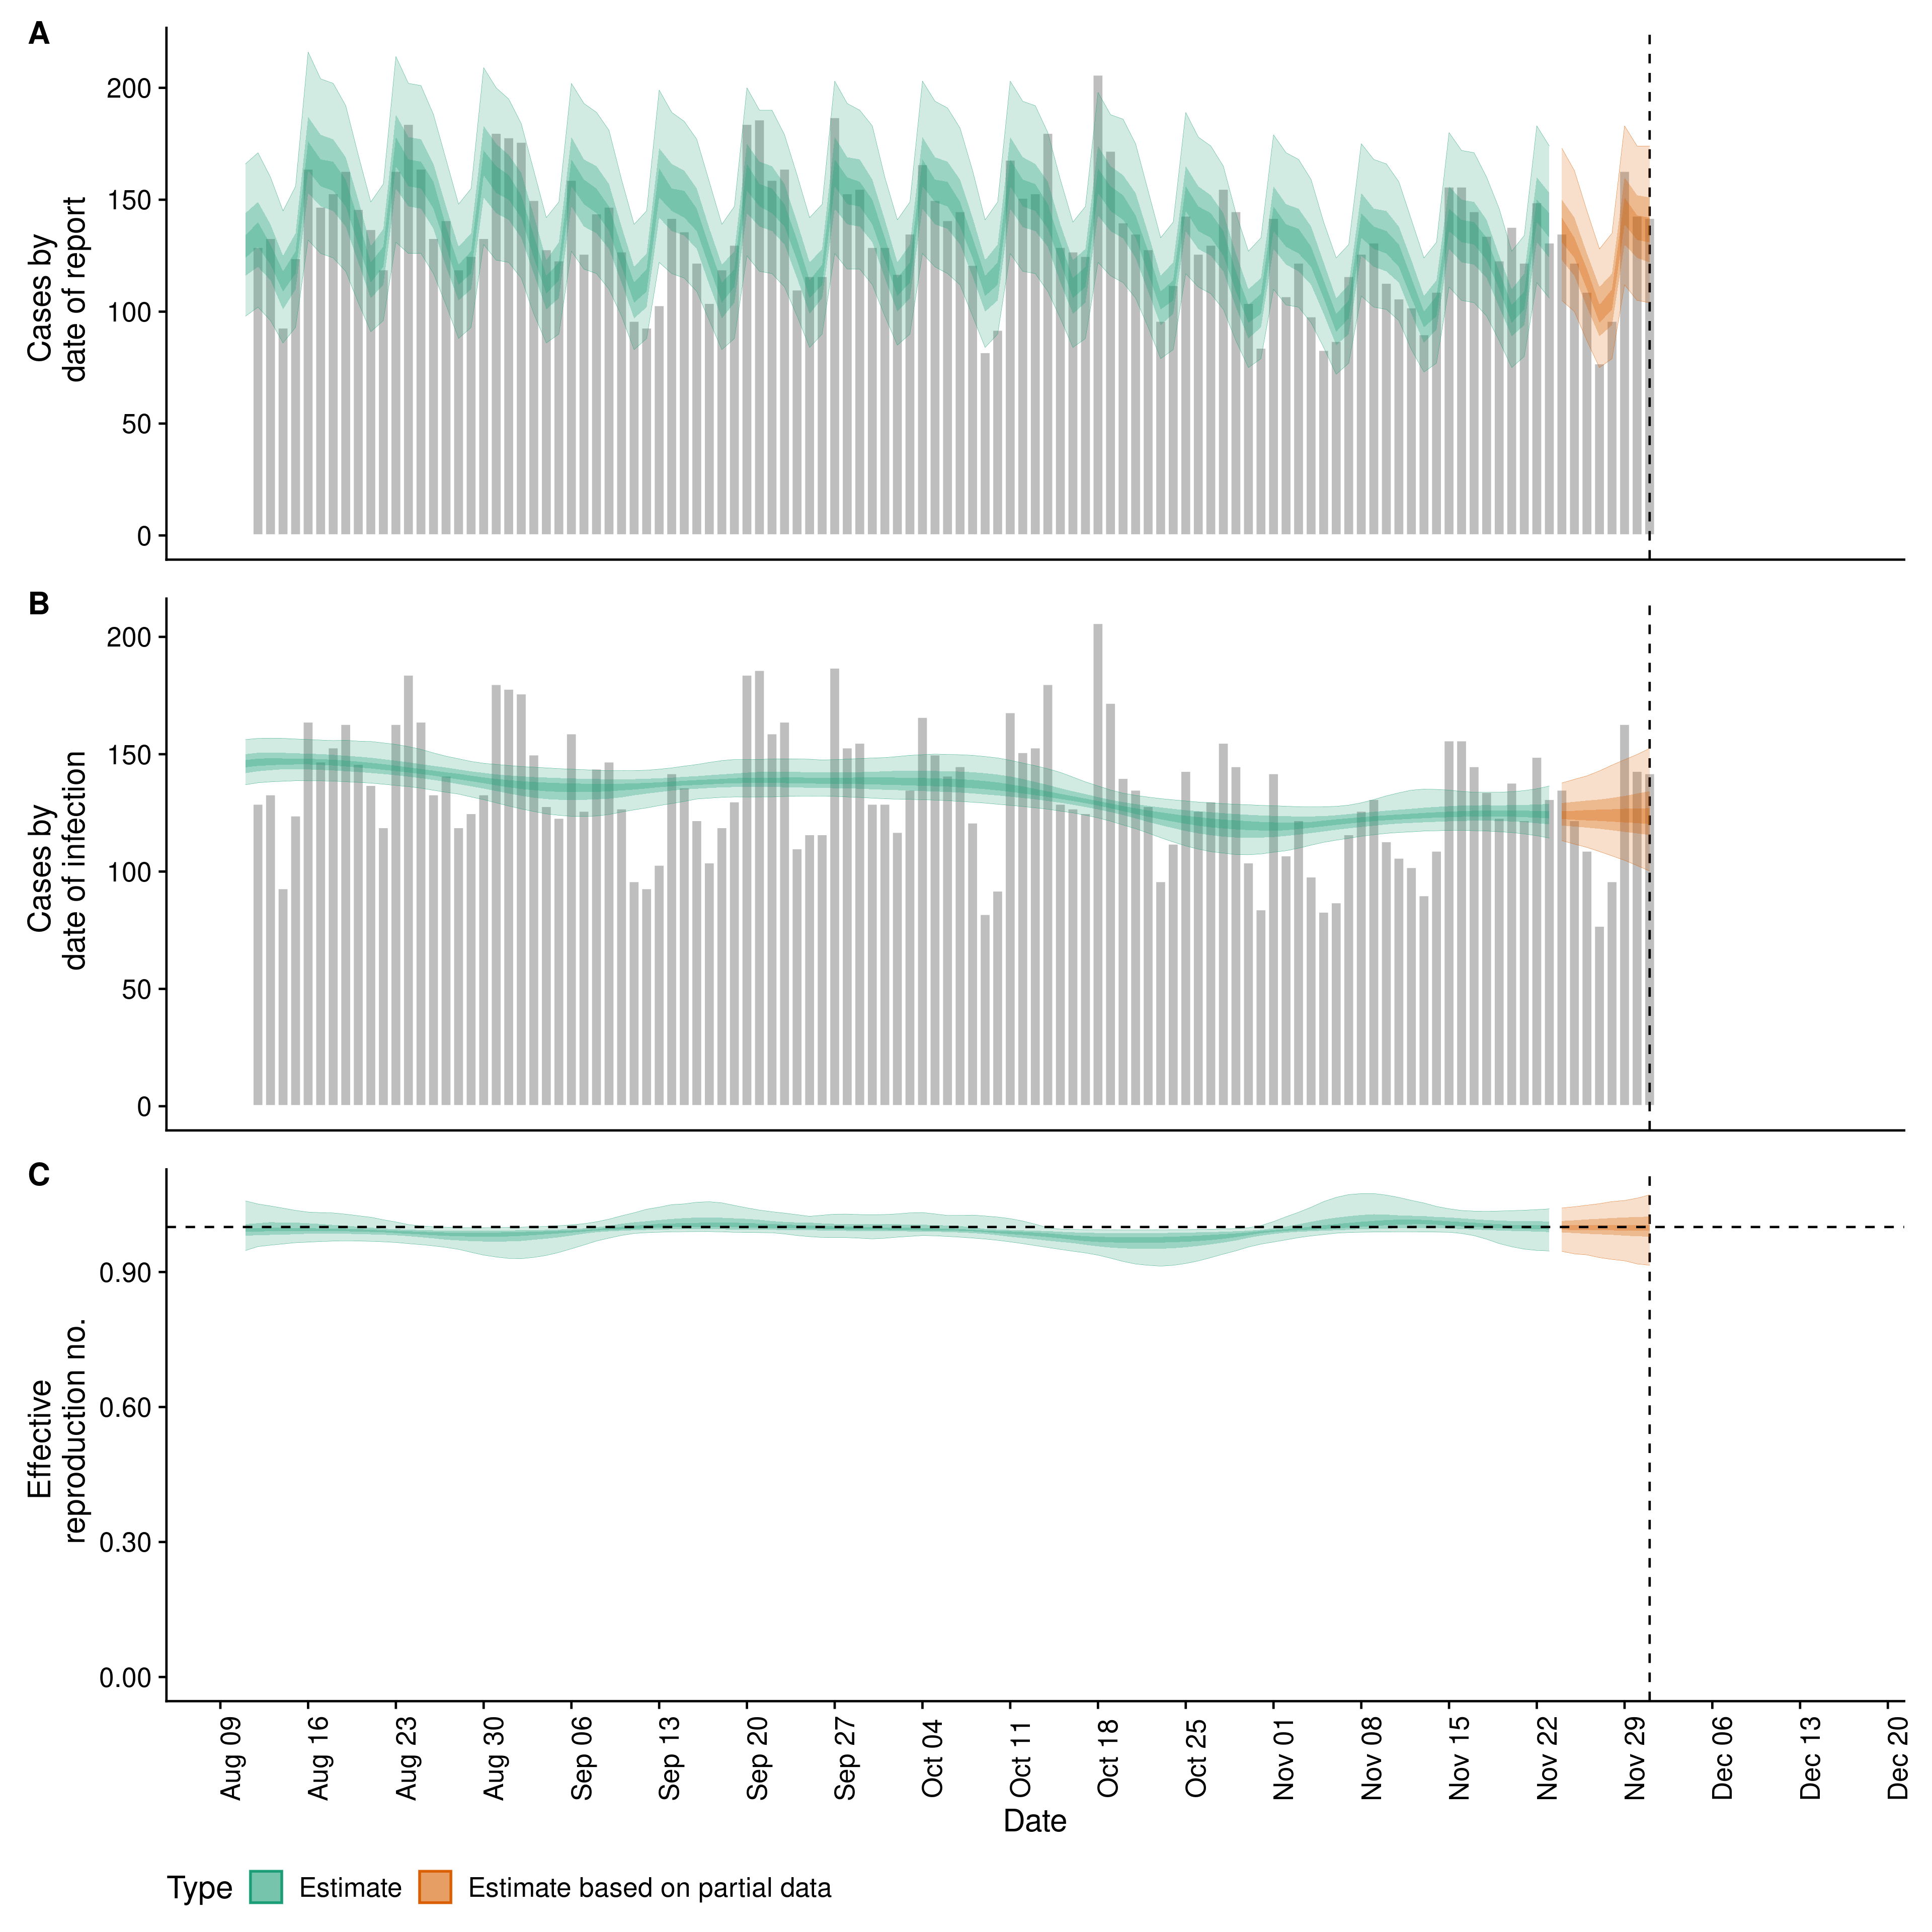 A
Cases by
date of report
200
150
100
50
0
B
Cases by
date of infection
200
150
100
50
0
C
Effective
reproduction no.
0.90
0.60
0.30
0.00
Aug 09
Aug 16
Aug 23
Aug 30
Sep 06
Sep 13
Sep 20
Sep 27
Oct 04
Oct 11
Oct 18
Oct 25
Nov 01
Nov 08
Nov 15
Nov 22
Nov 29
Dec 06
Dec 13
Dec 20
Date
Type Estimate Estimate based on partial data